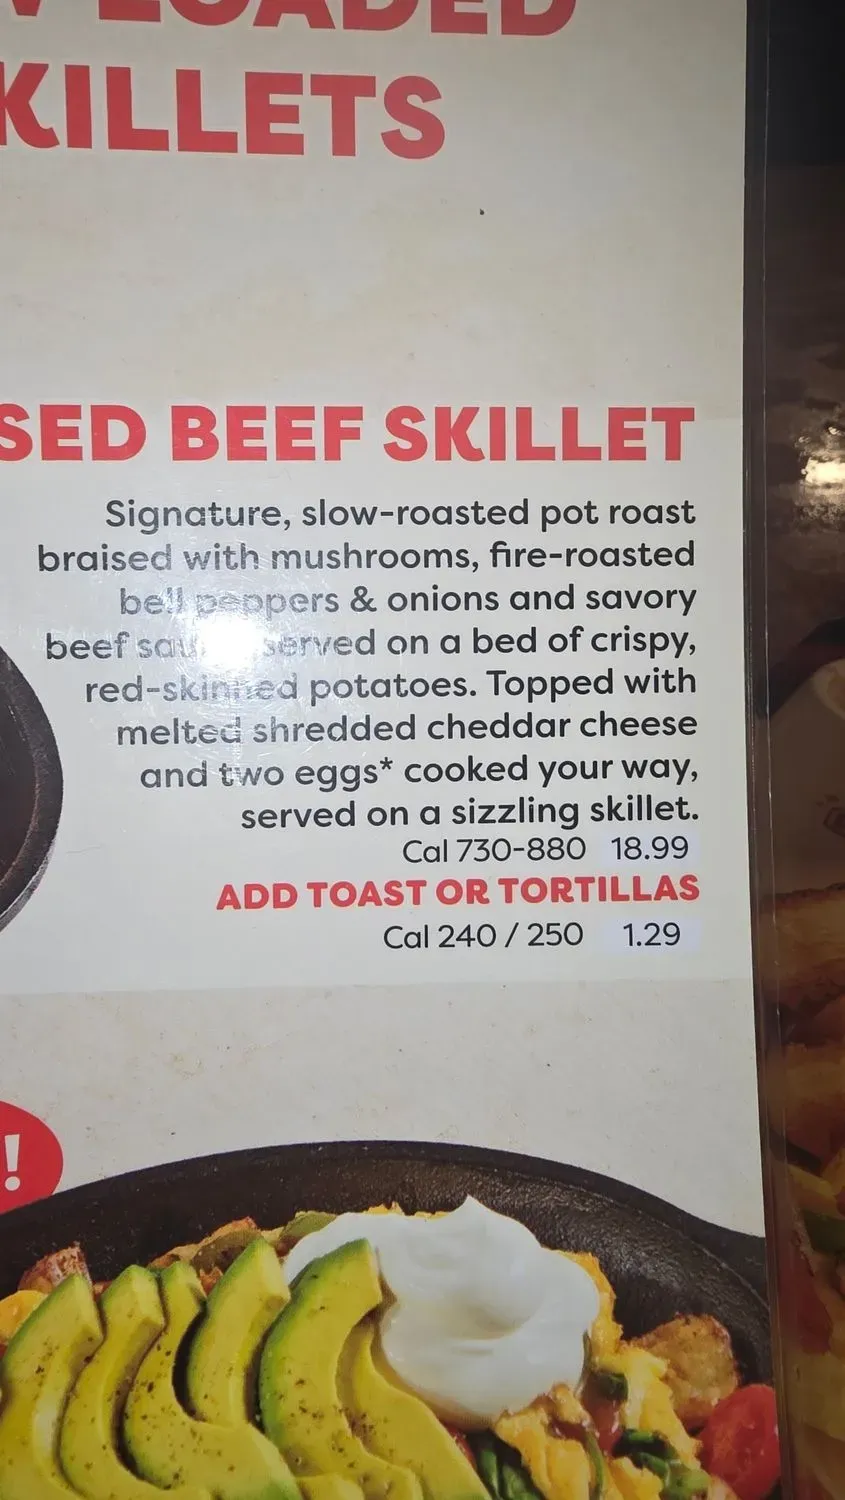 LOADED
KILLETS
SED BEEF SKILLET
Signature, slow-roasted pot roast
braised with mushrooms, fire-roasted
bell peppers & onions and savory
beef served on a bed of crispy,
red-skinned potatoes. Topped with
melted shredded cheddar cheese
and two eggs* cooked your way,
served on a sizzling skillet.
Cal 730-880 18.99
ADD TOAST OR TORTILLAS
Cal 240 / 250 1.29
!